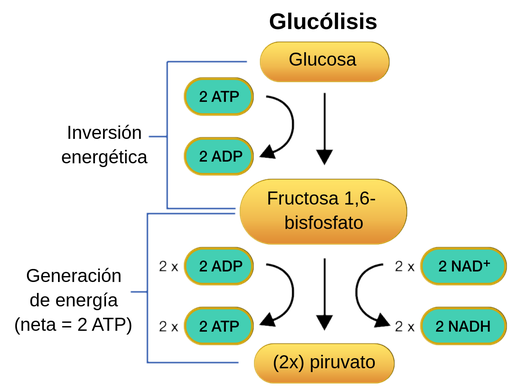 Glucólisis
Glucosa
2 ATP
2 ADP
Inversión
energética
Fructosa 1,6-
bisfosfato
2 x 2 ADP
2 x 2 NAD⁺
Generación
de energía
(neta = 2 ATP)
2 x 2 ATP
2 x 2 NADH
(2x) piruvato